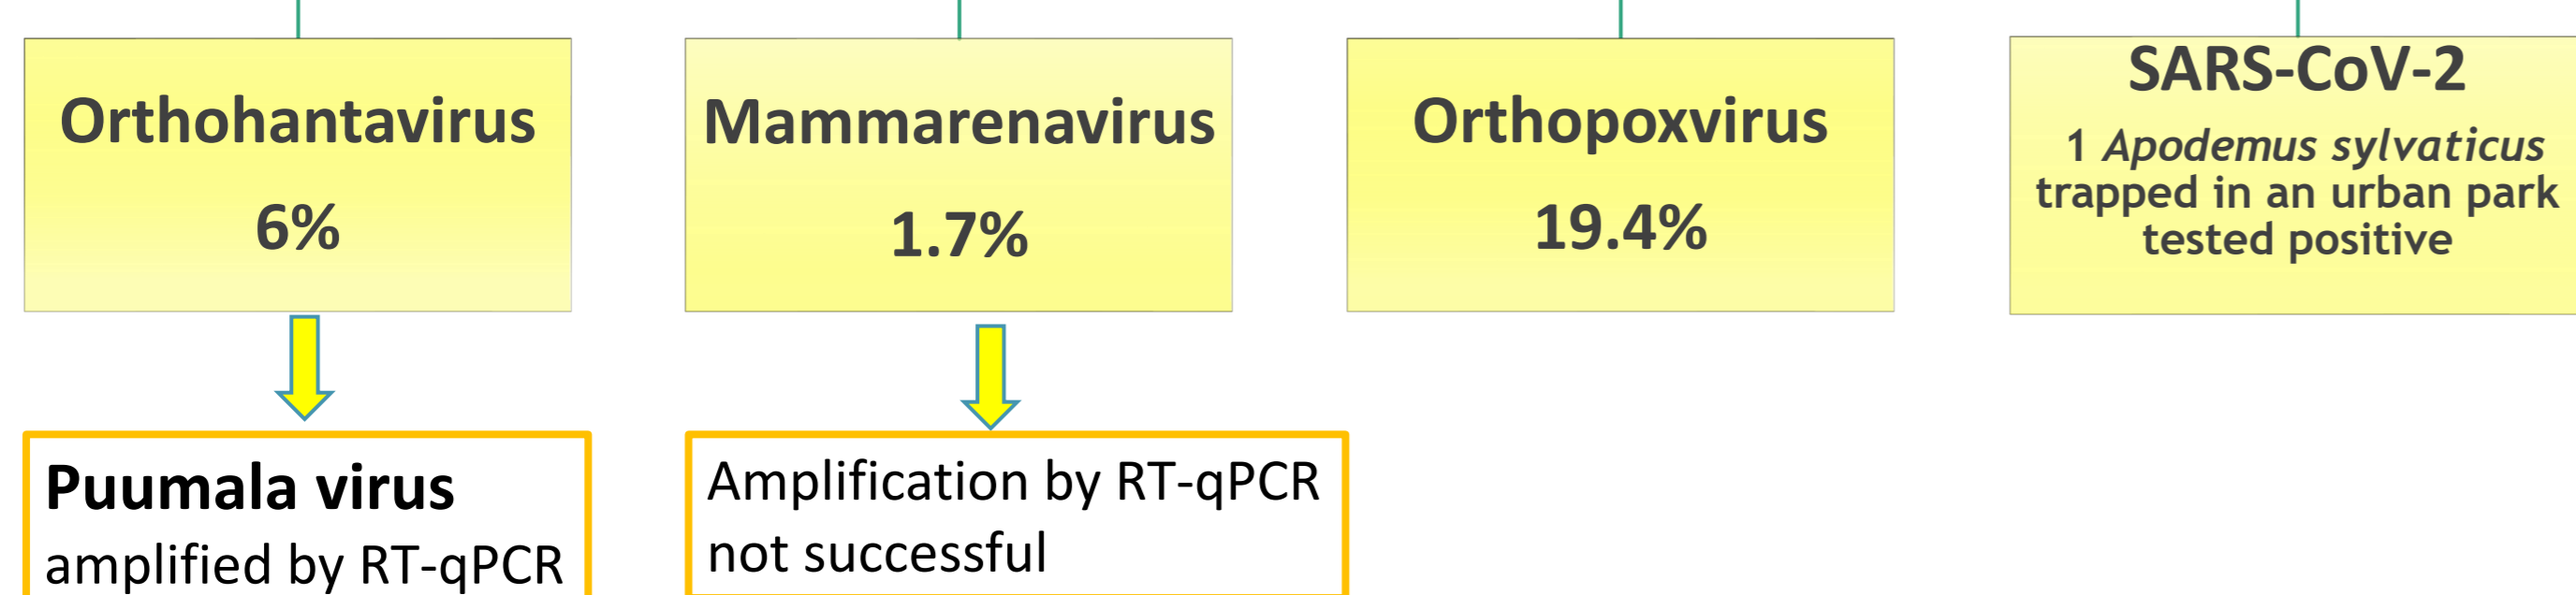 Orthohantavirus
6%
Mammarenavirus
1.7%
Orthopoxvirus
19.4%
SARS-CoV-2
1 Apodemus sylvaticus
trapped in an urban park
tested positive
Puumala virus
amplified by RT-qPCR
Amplification by RT-qPCR
not successful